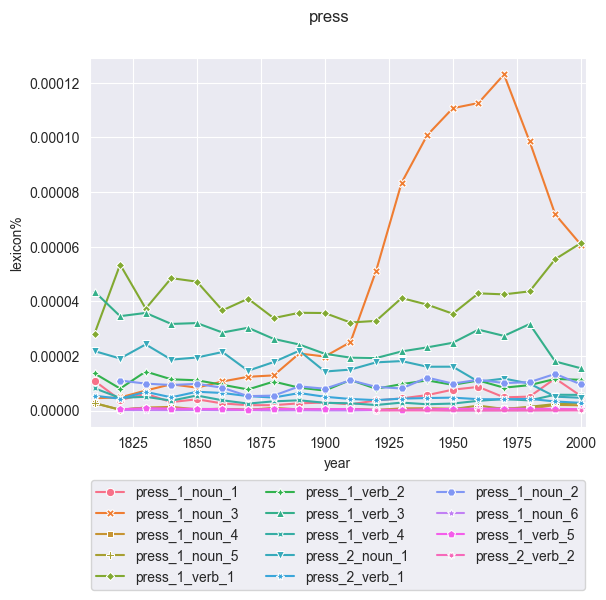 press
0.00012
0.00010
0.00008
0.00006
0.00004
0.00002
0.00000
lexicon%
1825 1850 1875 1900 1925 1950 1975 2000
year
press_1_noun_1 press_1_verb_2 press_1_noun_2
press_1_noun_3 press_1_verb_3 press_1_noun_6
press_1_noun_4 press_1_verb_4 press_1_verb_5
press_1_noun_5 press_2_noun_1 press_2_verb_2
press_1_verb_1 press_2_verb_1